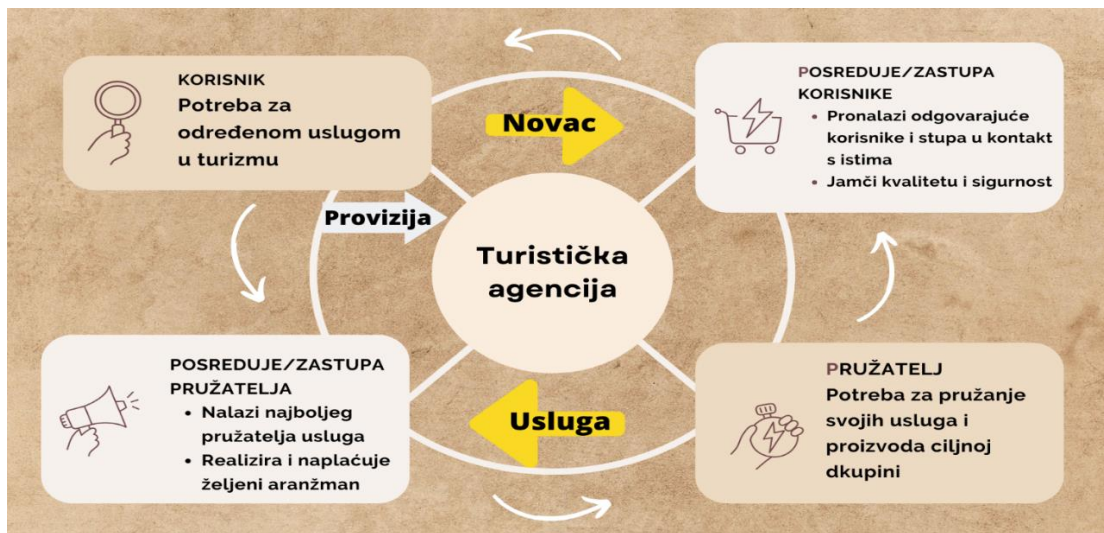 KORISNIK
Potreba za
određenom uslugom
u turizmu
Novac
POSREDUJE/ZASTUPA
KORISNIKE
• Pronalazi odgovarajuće
korisnike i stupa u kontakt
s istima
• Jamči kvalitetu i sigurnost
Provizija
Turistička
agencija
POSREDUJE/ZASTUPA
PRUŽATELJA
• Nalazi najboljeg
pružatelja usluga
• Realizira i naplaćuje
željeni aranžman
Usluga
PRUŽATELJ
Potreba za pružanje
svojih usluga i
proizvoda ciljnoj
dkupini